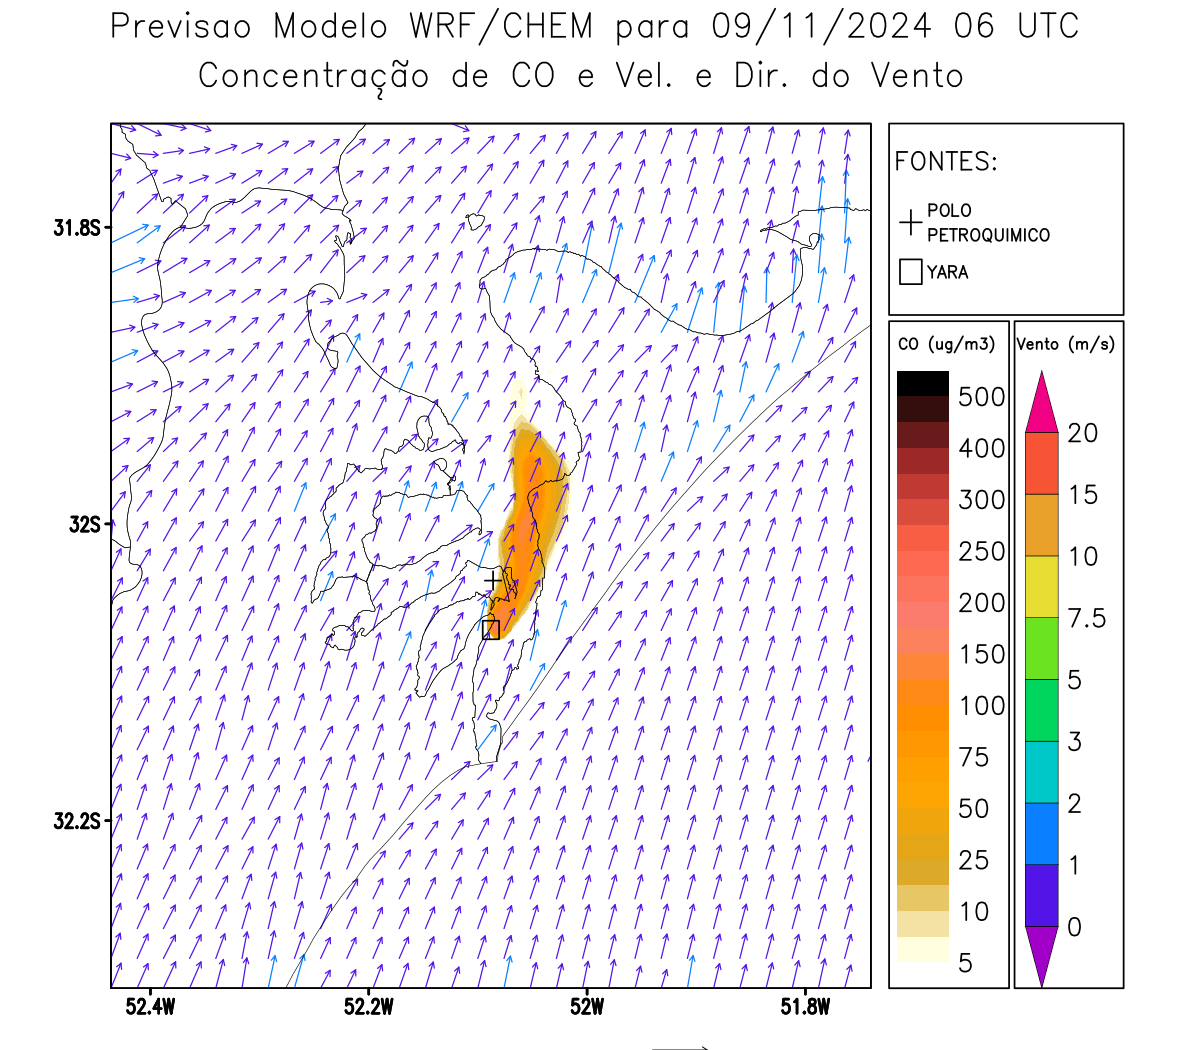 Previsao Modelo WRF/CHEM para 09/11/2024 06 UTC
Concentração de CO e Vel. e Dir. do Vento
FONTES:
POLO
PETROQUIMICO
YARA
CO (ug/m3)
500
400
300
250
200
150
100
75
50
25
10
5
Vento (m/s)
20
15
10
7.5
5
3
2
1
0
31.8S
32S
32.2S
52.4W
52.2W
52W
51.8W